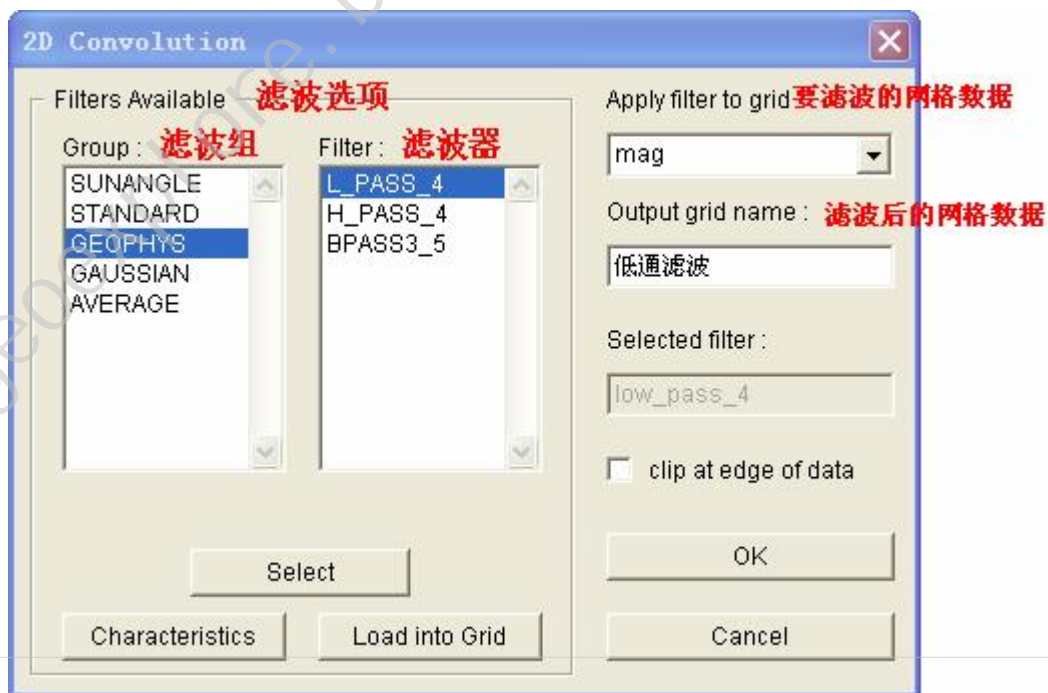 2D Convolution
Filters Available 滤波选项
Group : 滤波组
SUNANGLE
STANDARD
GEOPHYS
GAUSSIAN
AVERAGE
Filter : 滤波器
L_PASS_4
H_PASS_4
BPASS3_5
Select
Characteristics
Load into Grid
Apply filter to grid 要滤波的网格数据
mag
Output grid name : 滤波后的网格数据
低通滤波
Selected filter :
low_pass_4
clip at edge of data
OK
Cancel